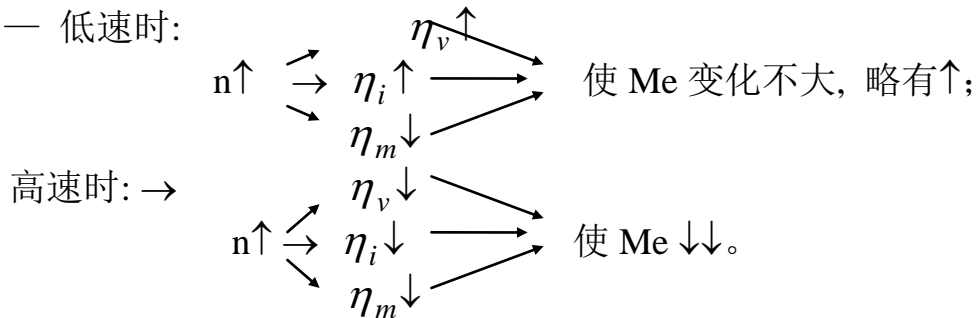 — 低速时:
η_v↑
n↑ → η_i↑ 使 Me 变化不大, 略有↑;
η_m↓
高速时: →
η_v↓
n↑ → η_i↓ 使 Me ↓↓。
η_m↓